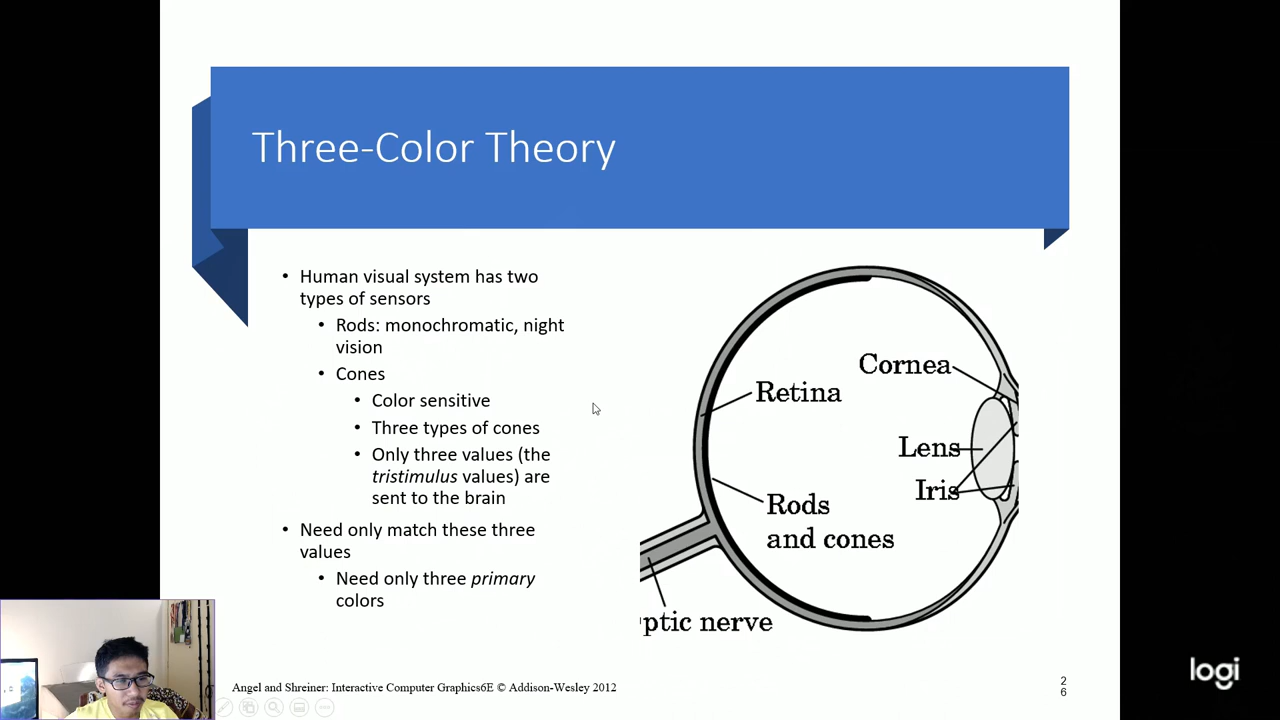 Three-Color Theory
• Human visual system has two
types of sensors
• Rods: monochromatic, night
vision
• Cones
• Color sensitive
• Three types of cones
• Only three values (the
tristimulus values) are
sent to the brain
• Need only match these three
values
• Need only three primary
colors
Cornea
Retina
Lens
Iris
Rods
and cones
ptic nerve
Angel and Shreiner: Interactive Computer Graphics6E © Addison-Wesley 2012
2
6
logi